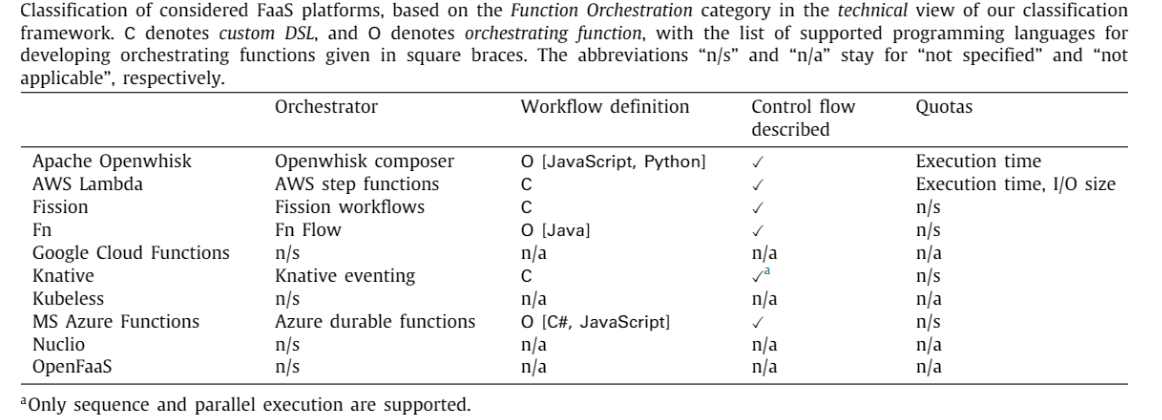 Classification of considered FaaS platforms, based on the Function Orchestration category in the technical view of our classification
framework. C denotes custom DSL, and O denotes orchestrating function, with the list of supported programming languages for
developing orchestrating functions given in square braces. The abbreviations “n/s” and “n/a” stay for “not specified” and “not
applicable”, respectively.
Orchestrator Workflow definition Control flow Quotas
described
Apache Openwhisk Openwhisk composer O [JavaScript, Python] ✓ Execution time
AWS Lambda AWS step functions C ✓ Execution time, I/O size
Fission Fission workflows C ✓ n/s
Fn Fn Flow O [Java] ✓ n/s
Google Cloud Functions n/s n/a n/a n/a
Knative Knative eventing C ✓a n/s
Kubeless n/s n/a n/a n/a
MS Azure Functions Azure durable functions O [C#, JavaScript] ✓ n/s
Nuclio n/s n/a n/a n/a
OpenFaaS n/s n/a n/a n/a
aOnly sequence and parallel execution are supported.